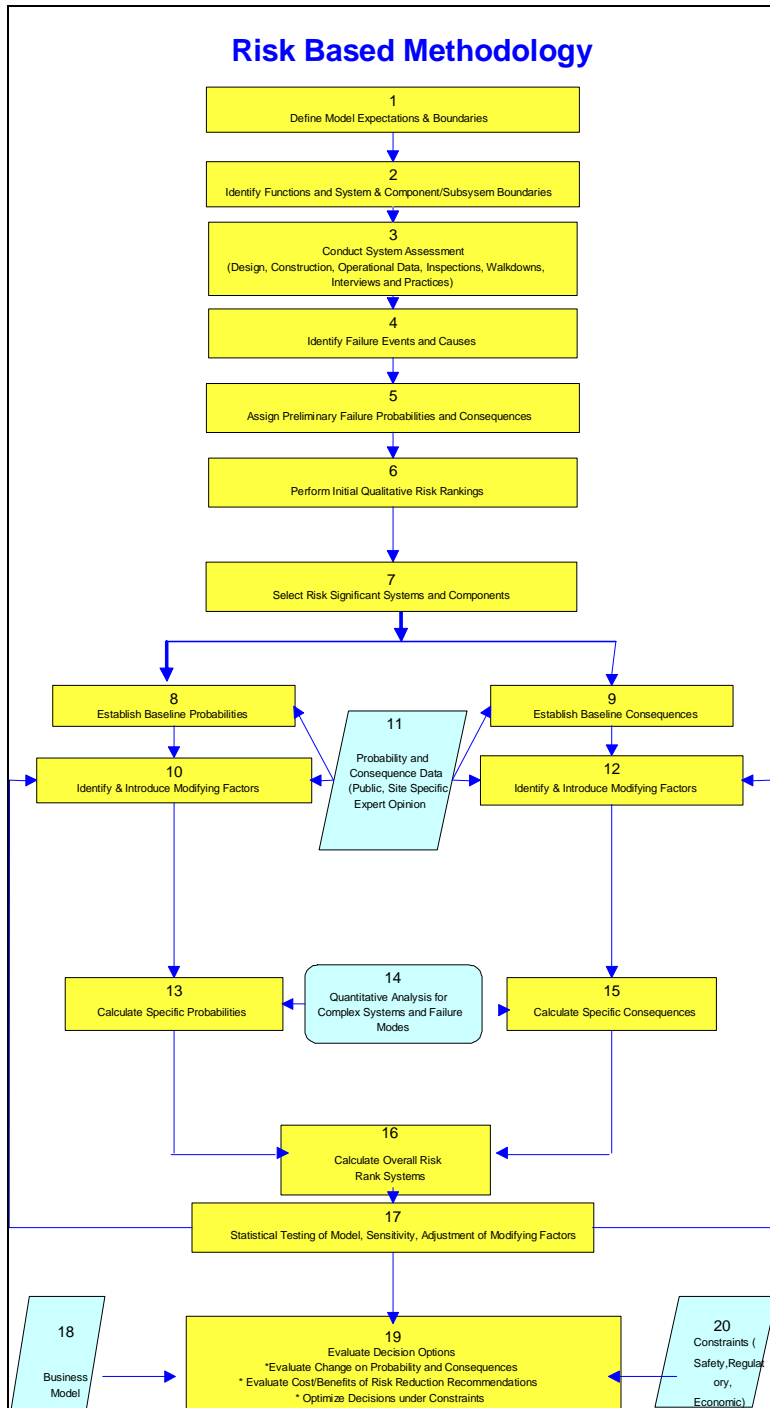 Risk Based Methodology
1
Define Model Expectations & Boundaries
2
Identify Functions and System & Component/Subsysem Boundaries
3
Conduct System Assessment
(Design, Construction, Operational Data, Inspections, Walkdowns,
Interviews and Practices)
4
Identify Failure Events and Causes
5
Assign Preliminary Failure Probabilities and Consequences
6
Perform Initial Qualitative Risk Rankings
7
Select Risk Significant Systems and Components
8
Establish Baseline Probabilities
9
Establish Baseline Consequences
10
Identify & Introduce Modifying Factors
11
Probability and
Consequence Data
(Public, Site Specific
Expert Opinion
12
Identify & Introduce Modifying Factors
13
Calculate Specific Probabilities
14
Quantitative Analysis for
Complex Systems and Failure
Modes
15
Calculate Specific Consequences
16
Calculate Overall Risk
Rank Systems
17
Statistical Testing of Model, Sensitivity, Adjustment of Modifying Factors
18
Business
Model
19
Evaluate Decision Options
*Evaluate Change on Probability and Consequences
* Evaluate Cost/Benefits of Risk Reduction Recommendations
* Optimize Decisions under Constraints
20
Constraints (
Safety,Regulat
ory,
Economic)